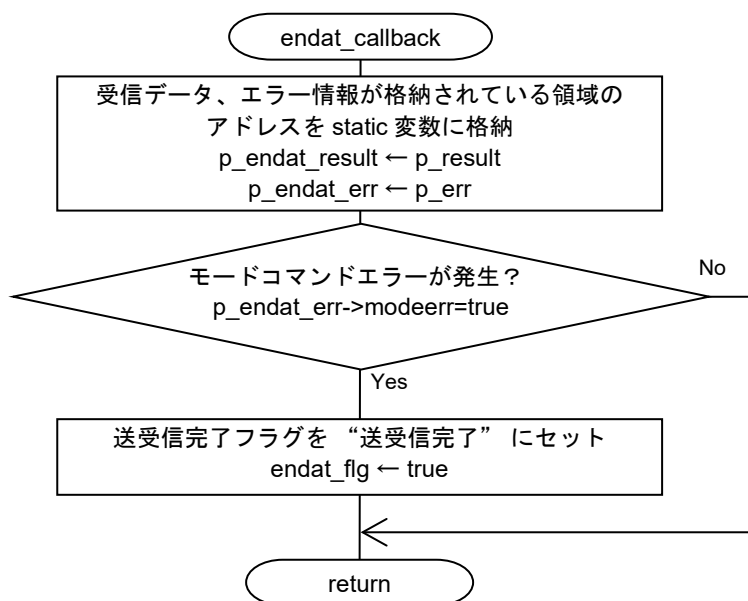 endat_callback
受信データ、エラー情報が格納されている領域の
アドレスを static 変数に格納
p_endat_result ← p_result
p_endat_err ← p_err
モードコマンドエラーが発生？
p_endat_err->modeerr=true
No
Yes
送受信完了フラグを “送受信完了” にセット
endat_flg ← true
return